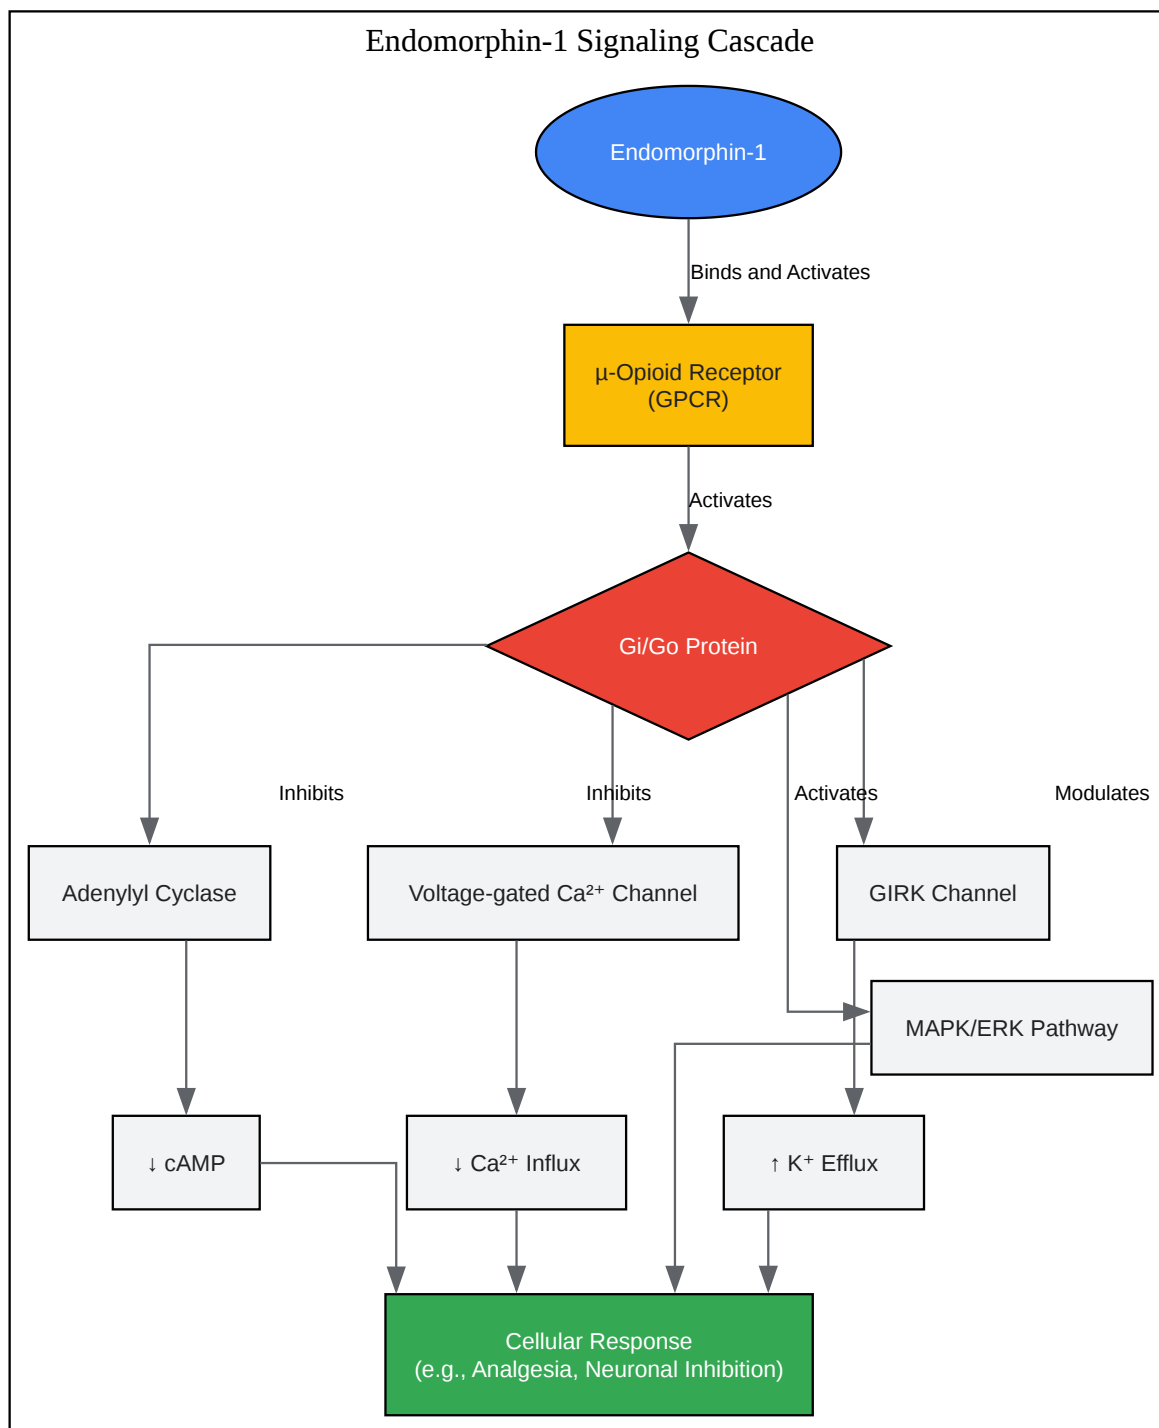 Endomorphin-1 Signaling Cascade
Endomorphin-1
Binds and Activates
µ-Opioid Receptor
(GPCR)
Activates
Gi/Go Protein
Inhibits
Inhibits
Activates
Modulates
Adenylyl Cyclase
Voltage-gated Ca²⁺ Channel
GIRK Channel
MAPK/ERK Pathway
↓ cAMP
↓ Ca²⁺ Influx
↑ K⁺ Efflux
Cellular Response
(e.g., Analgesia, Neuronal Inhibition)